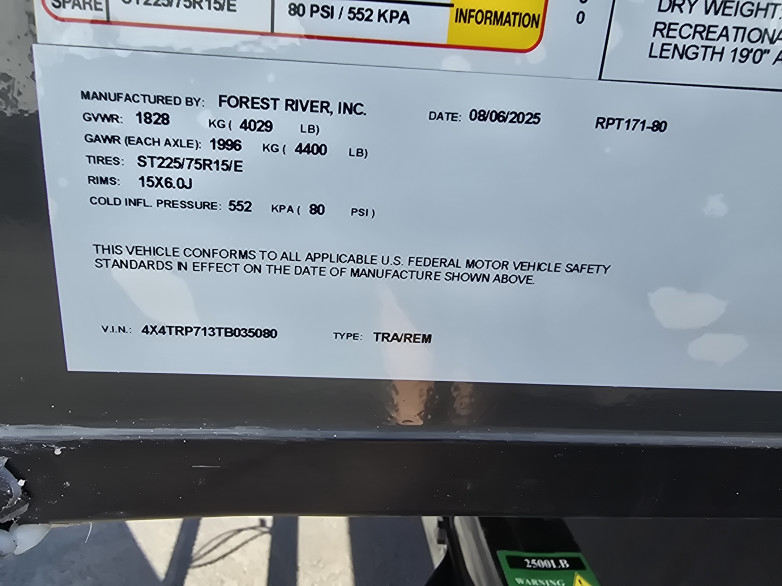 SPARE ST225/75R15/E 80 PSI / 552 KPA INFORMATION
0
DRY WEIGHT
RECREATIONA
LENGTH 19'0" A
MANUFACTURED BY: FOREST RIVER, INC. DATE: 08/06/2025 RPT171-80
GVWR: 1828 KG ( 4029 LB)
GAWR (EACH AXLE): 1996 KG ( 4400 LB)
TIRES: ST225/75R15/E
RIMS: 15X6.0J
COLD INFL. PRESSURE: 552 KPA ( 80 PSI )
THIS VEHICLE CONFORMS TO ALL APPLICABLE U.S. FEDERAL MOTOR VEHICLE SAFETY
STANDARDS IN EFFECT ON THE DATE OF MANUFACTURE SHOWN ABOVE.
V.I.N.: 4X4TRP713TB035080 TYPE: TRA/REM
2500LB
WARNING